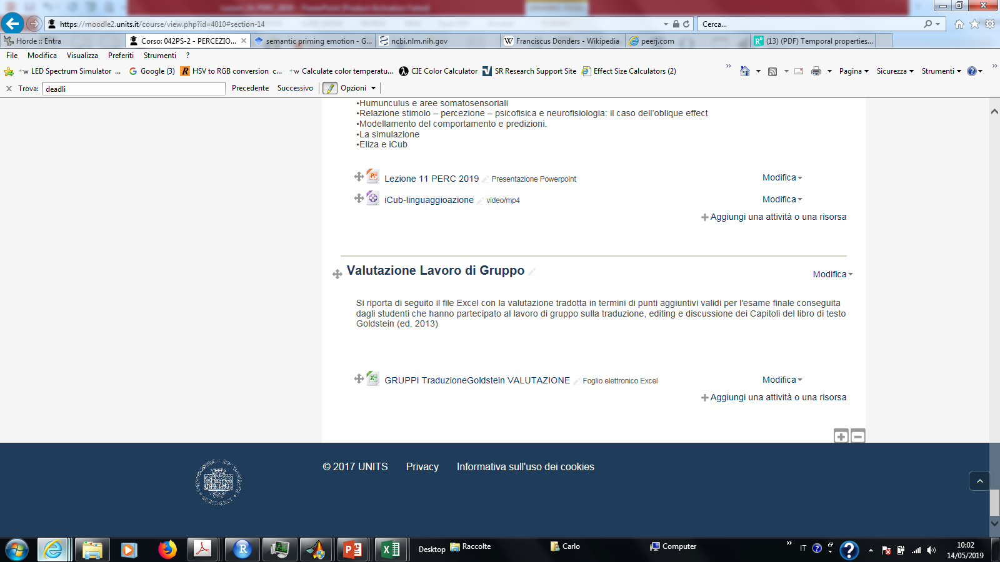 https://moodle2.units.it/course/view.php?id=4010#section-14
Cerca...
Horde :: Entra
Corso: 042PS-2 - PERCEZIO...
semantic priming emotion - G...
ncbi.nlm.nih.gov
Franciscus Donders - Wikipedia
peerj.com
(13) (PDF) Temporal properties...
File Modifica Visualizza Preferiti Strumenti ?
LED Spectrum Simulator ...
Google (3)
HSV to RGB conversion c...
Calculate color temperatu...
CIE Color Calculator
SR Research Support Site
Effect Size Calculators (2)
Pagina Sicurezza Strumenti
Trova: deadli Precedente Successivo Opzioni
•Humunculus e aree somatosensoriali
•Relazione stimolo – percezione – psicofisica e neurofisiologia: il caso dell’oblique effect
•Modellamento del comportamento e predizioni.
•La simulazione
•Eliza e iCub
Lezione 11 PERC 2019 Presentazione Powerpoint Modifica
iCub-linguaggioazione video/mp4 Modifica
Aggiungi una attività o una risorsa
Valutazione Lavoro di Gruppo Modifica
Si riporta di seguito il file Excel con la valutazione tradotta in termini di punti aggiuntivi validi per l'esame finale conseguita
dagli studenti che hanno partecipato al lavoro di gruppo sulla traduzione, editing e discussione dei Capitoli del libro di testo
Goldstein (ed. 2013)
GRUPPI TraduzioneGoldstein VALUTAZIONE Foglio elettronico Excel Modifica
Aggiungi una attività o una risorsa
© 2017 UNITS Privacy Informativa sull'uso dei cookies
Desktop Raccolte Carlo Computer IT 10:02
14/05/2019